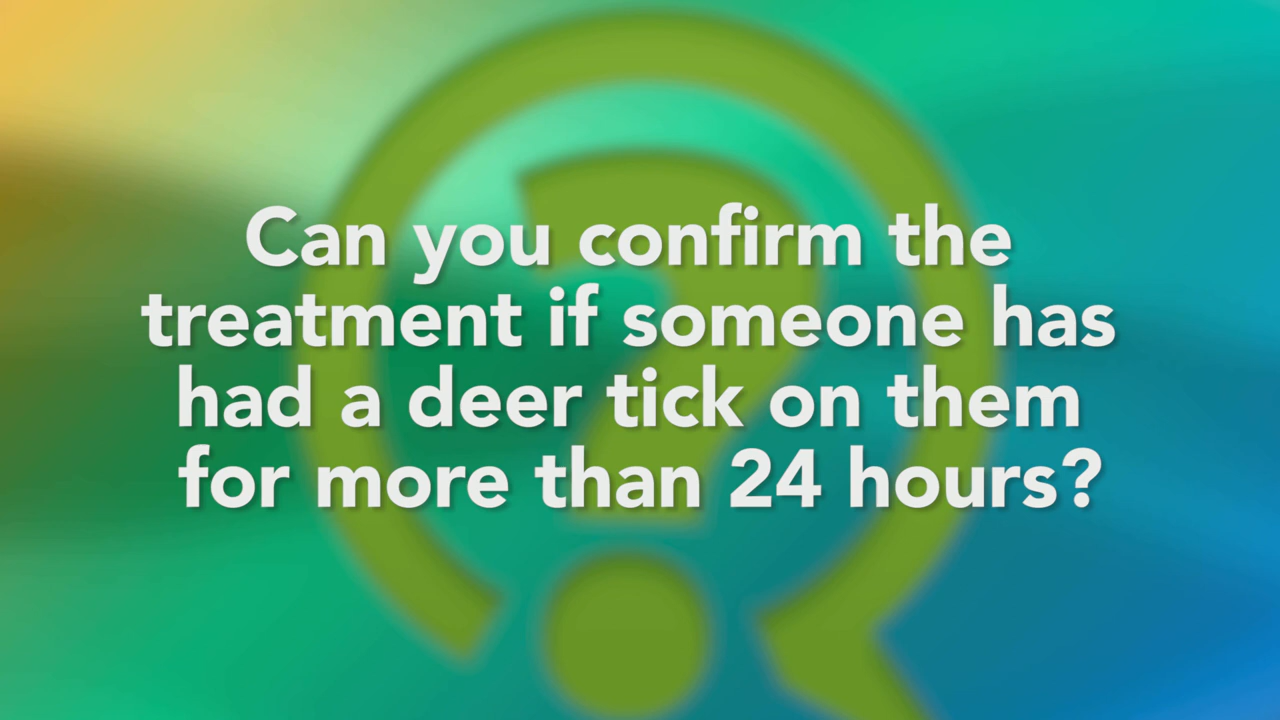 Can you confirm the
treatment if someone has
had a deer tick on them
for more than 24 hours?